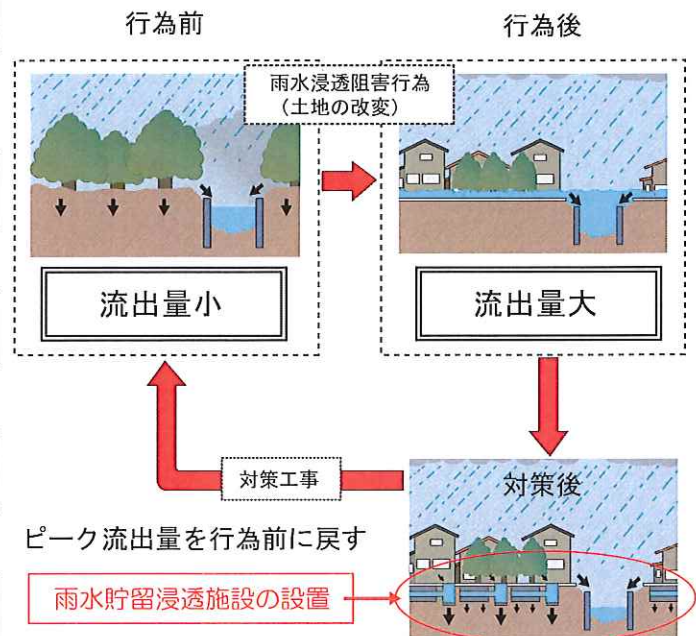 行為前
行為後
雨水浸透阻害行為
(土地の改変)
流出量小
流出量大
対策工事
対策後
ピーク流出量を行為前に戻す
雨水貯留浸透施設の設置